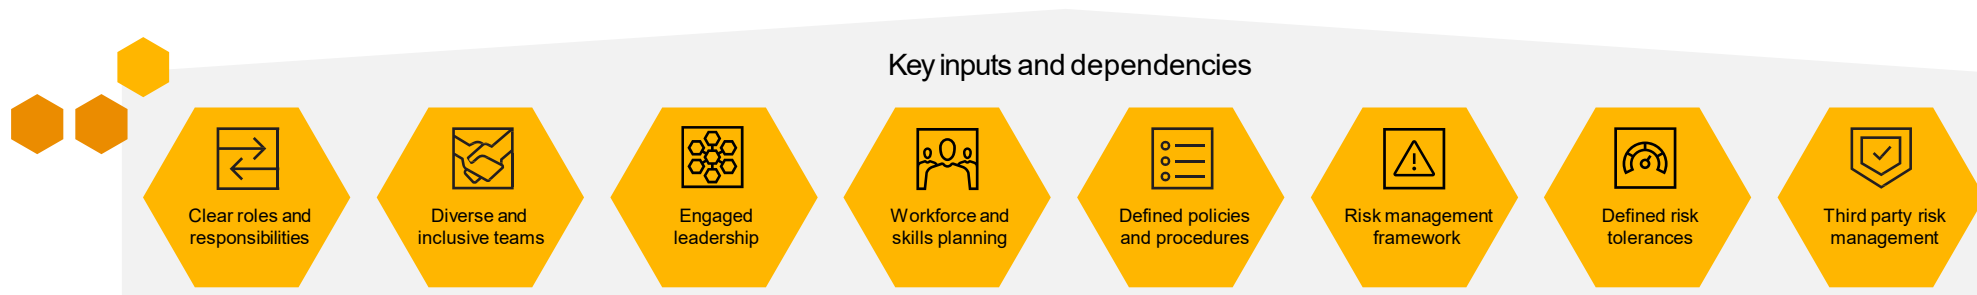 Key inputs and dependencies
Clear roles and
responsibilities
Diverse and
inclusive teams
Engaged
leadership
Workforce and
skills planning
Defined policies
and procedures
Risk management
framework
Defined risk
tolerances
Third party risk
management